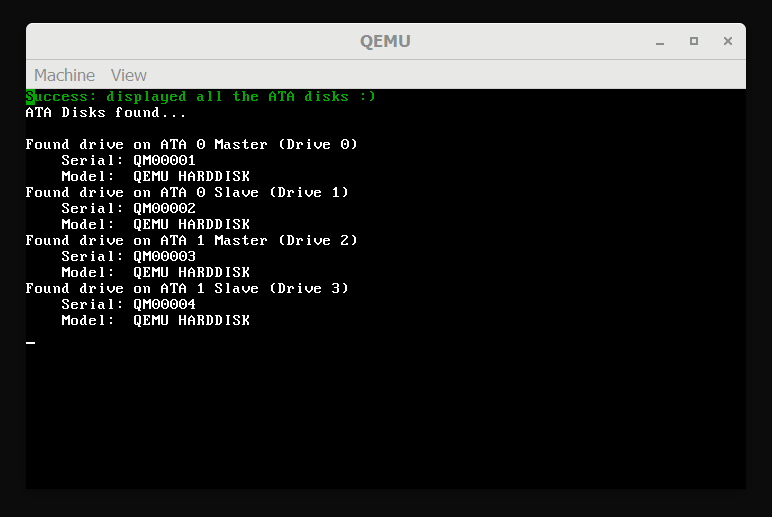 QEMU
Machine View
Success: displayed all the ATA disks :)
ATA Disks found...
Found drive on ATA 0 Master (Drive 0)
Serial: QM00001
Model: QEMU HARDDISK
Found drive on ATA 0 Slave (Drive 1)
Serial: QM00002
Model: QEMU HARDDISK
Found drive on ATA 1 Master (Drive 2)
Serial: QM00003
Model: QEMU HARDDISK
Found drive on ATA 1 Slave (Drive 3)
Serial: QM00004
Model: QEMU HARDDISK